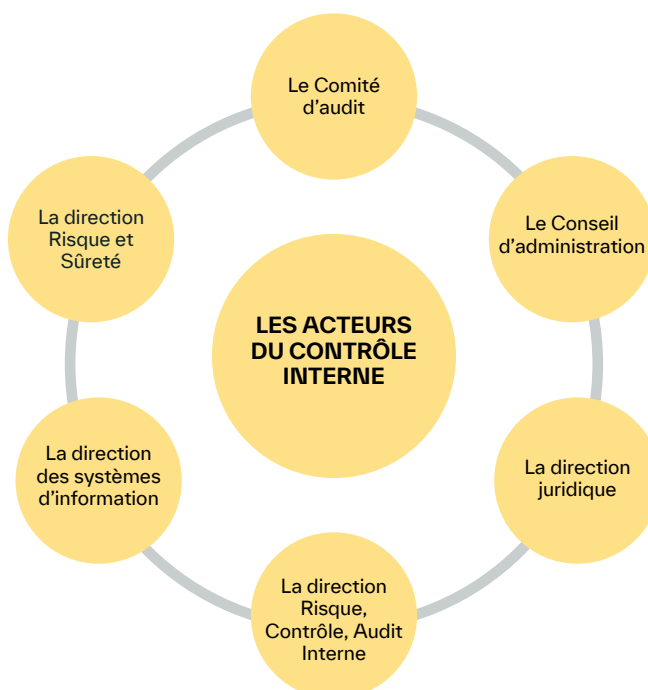 Le Comité
d'audit
Le Conseil
d'administration
La direction
Risque et
Sûreté
LES ACTEURS
DU CONTRÔLE
INTERNE
La direction
juridique
La direction
des systèmes
d'information
La direction
Risque,
Contrôle, Audit
Interne